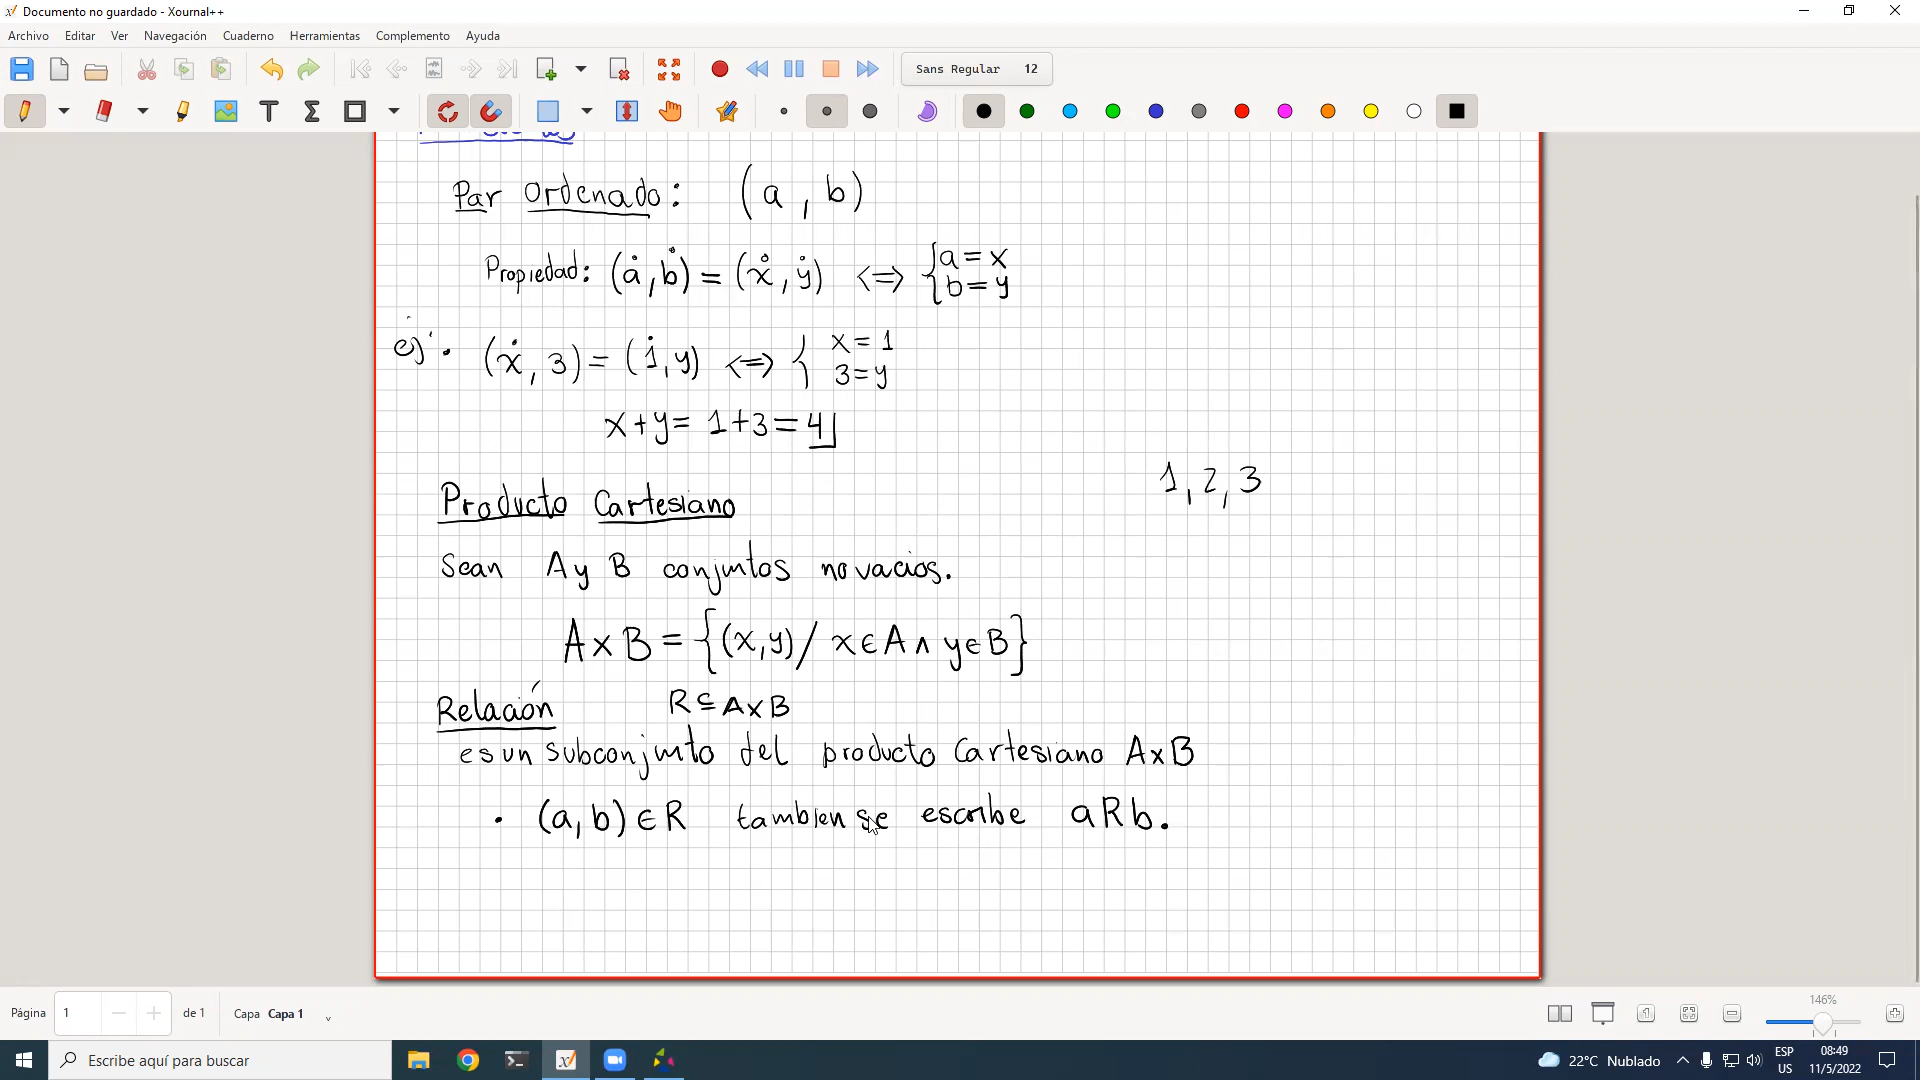 Documento no guardado - Xournal++
Archivo Editar Ver Navegación Cuaderno Herramientas Complemento Ayuda
Sans Regular 12
Par Ordenado: (a, b)
Propiedad: (a, b) = (x, y) <=> { a = x
b = y
ej: (x, 3) = (1, y) <=> { x = 1
3 = y
x + y = 1 + 3 = 4
1, 2, 3
Producto Cartesiano
Sean A y B conjuntos no vacios.
A x B = {(x, y) / x ∈ A ∧ y ∈ B}
Relación R ⊆ A x B
es un subconjunto del producto Cartesiano A x B
• (a, b) ∈ R tambien se escribe aRb.
Página 1 de 1 Capa Capa 1
146%
Escribe aquí para buscar
22°C Nublado
ESP
US
08:49
11/5/2022